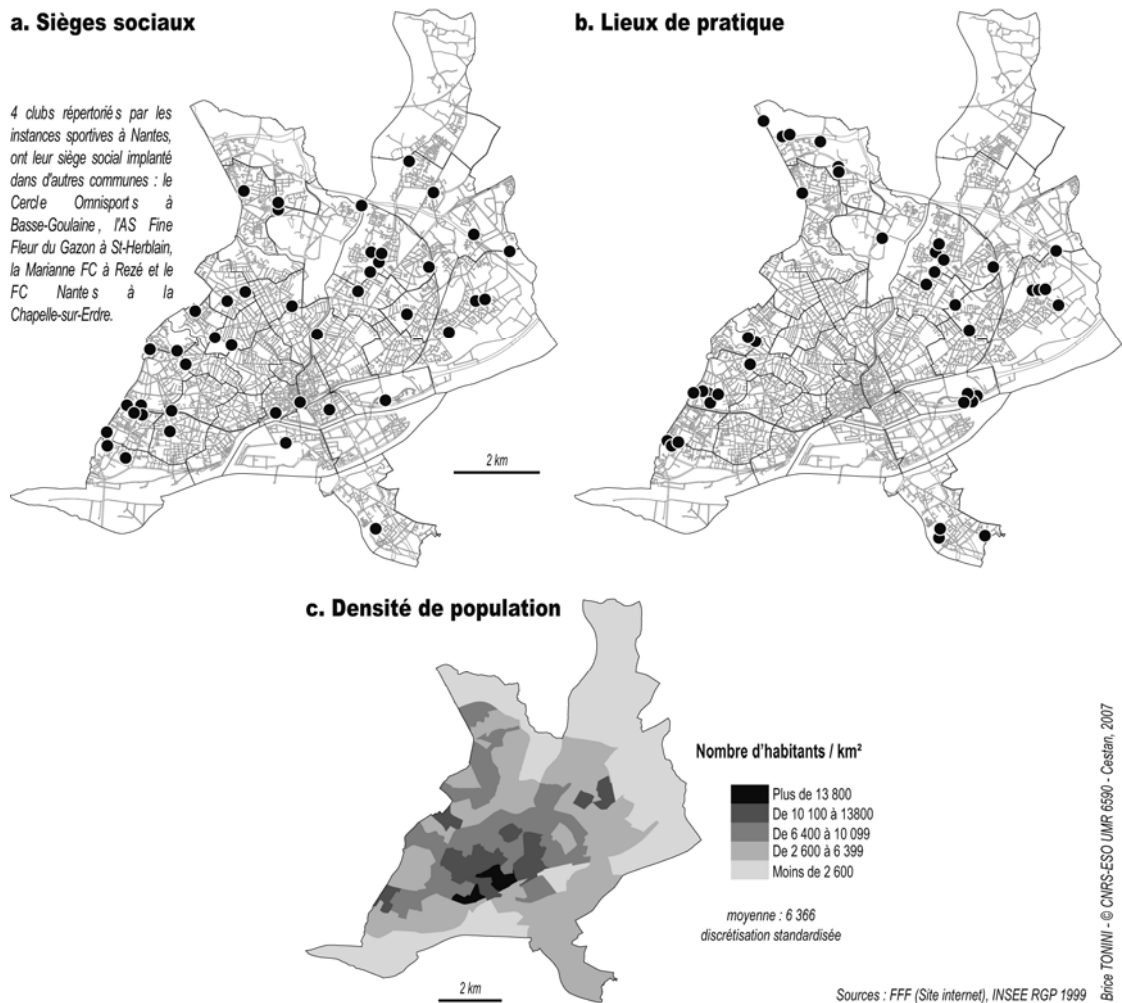 a. Sièges sociaux
4 clubs répertoriés par les
instances sportives à Nantes,
ont leur siège social implanté
dans d'autres communes : le
Cercle Omnisports à
Basse-Goulaine, l'AS Fine
Fleur du Gazon à St-Herblain,
la Marianne FC à Rezé et le
FC Nantes à la
Chapelle-sur-Erdre.
2 km
b. Lieux de pratique
c. Densité de population
Nombre d'habitants / km²
Plus de 13 800
De 10 100 à 13800
De 6 400 à 10 099
De 2 600 à 6 399
Moins de 2 600
moyenne : 6 366
discrétisation standardisée
2 km
Sources : FFF (Site internet), INSEE RGP 1999
Brice TONINI - © CNRS-ESO UMR 6590 - Cestan, 2007